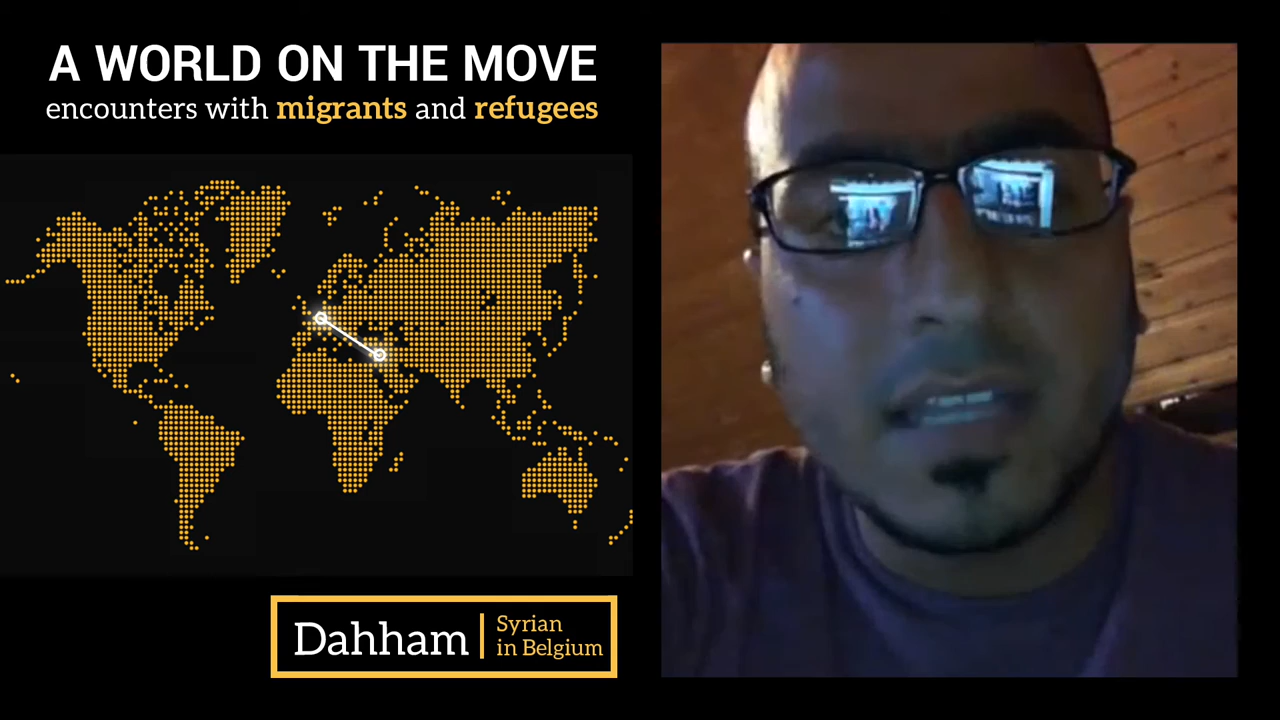 A WORLD ON THE MOVE
encounters with migrants and refugees
Dahham
Syrian
in Belgium